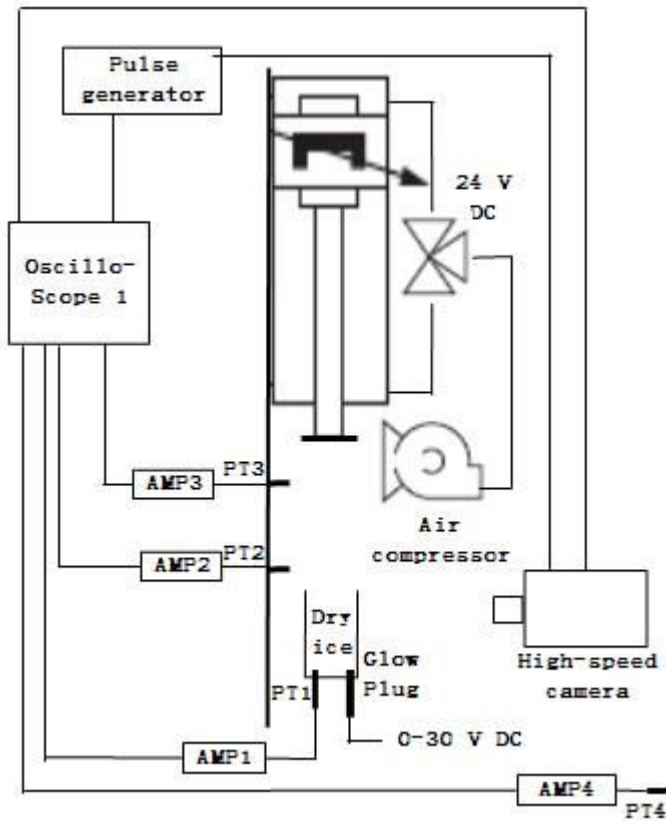 Pulse
generator
24 V
DC
Oscillo-
Scope 1
AMP3
PT3
Air
compressor
AMP2
PT2
Dry
ice
Glow
Plug
PT1
High-speed
camera
0-30 V DC
AMP1
AMP4
PT4